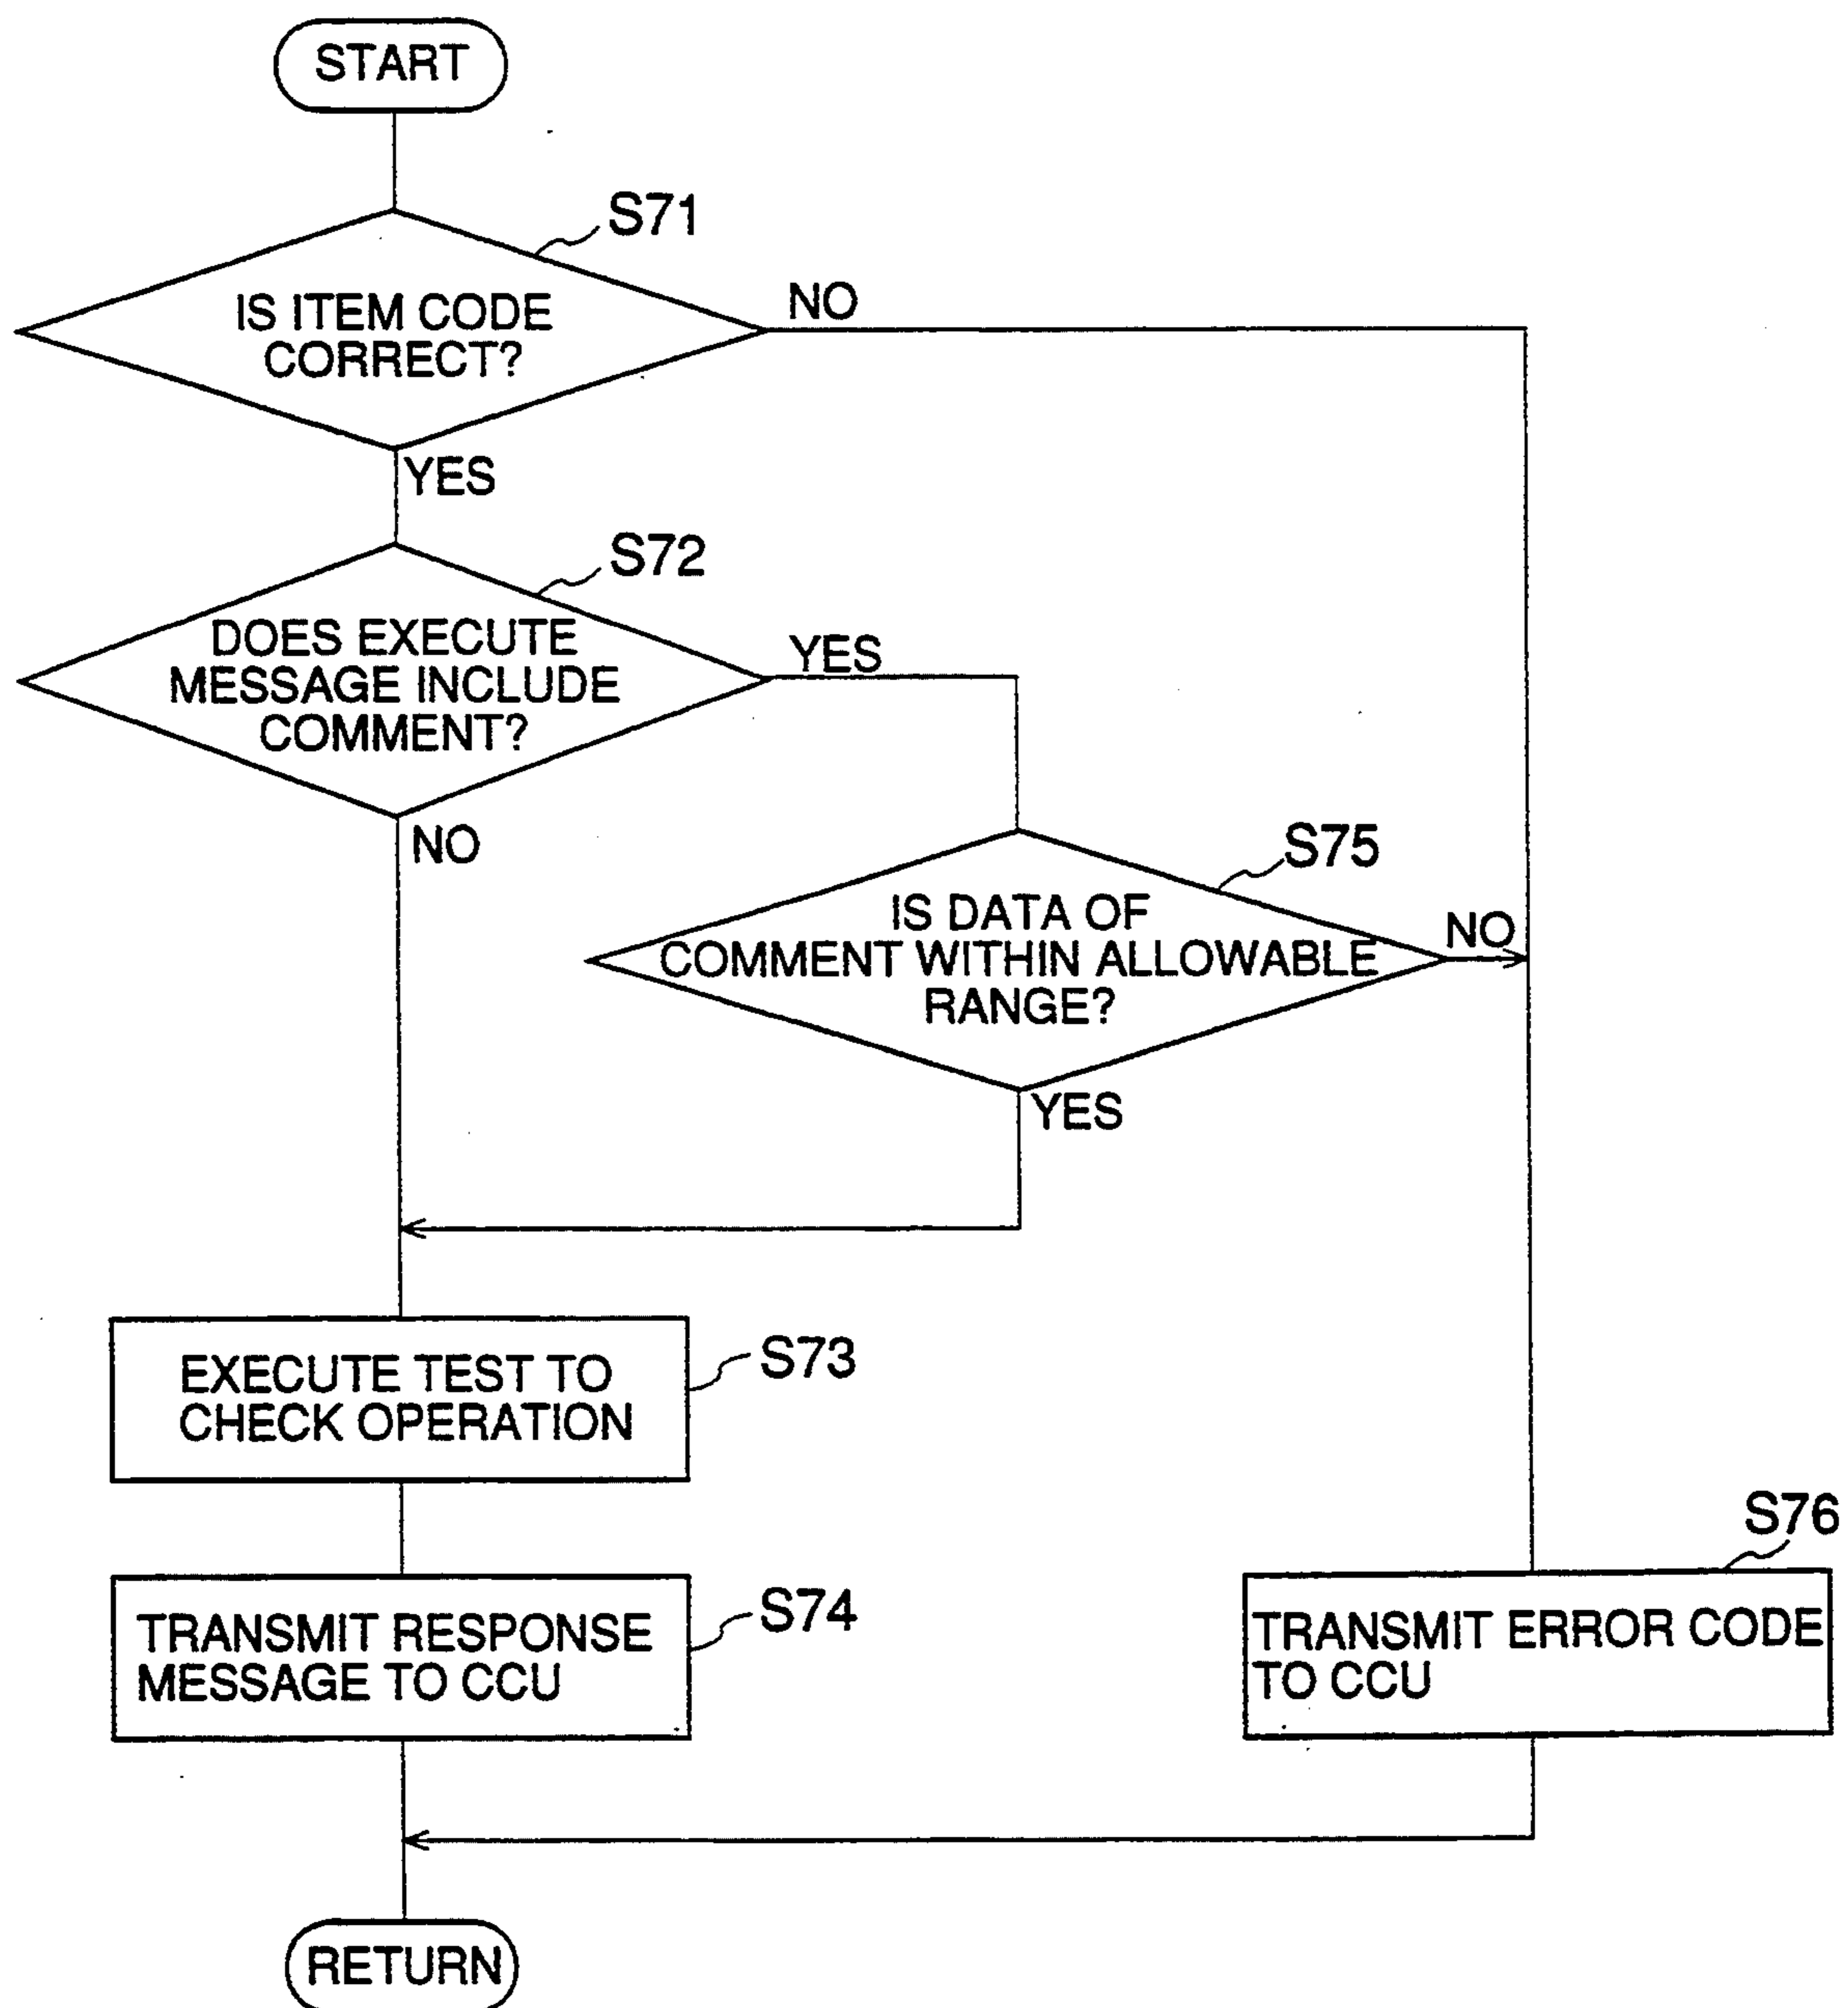 START
S71
IS ITEM CODE
CORRECT?
NO
YES
S72
DOES EXECUTE
MESSAGE INCLUDE
COMMENT?
YES
NO
S75
IS DATA OF
COMMENT WITHIN ALLOWABLE
RANGE?
NO
YES
S73
EXECUTE TEST TO
CHECK OPERATION
S74
TRANSMIT RESPONSE
MESSAGE TO CCU
S76
TRANSMIT ERROR CODE
TO CCU
RETURN